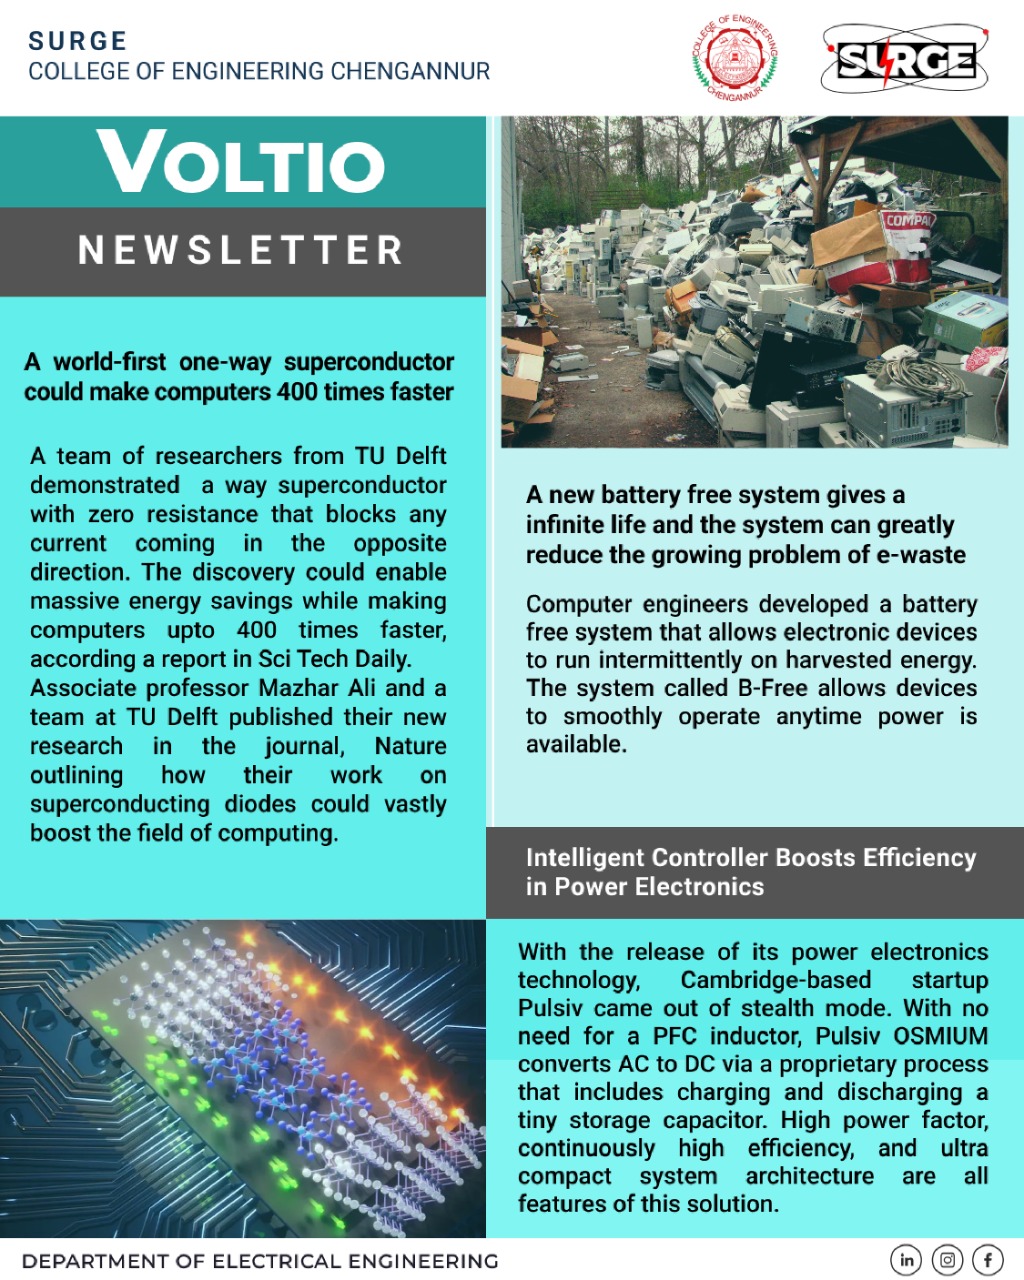 SURGE
COLLEGE OF ENGINEERING CHENGANNUR
COLLEGE OF ENGINEERING
CHENGANNUR
SURGE
VOLTIO
NEWSLETTER
A world-first one-way superconductor
could make computers 400 times faster
A team of researchers from TU Delft
demonstrated a way superconductor
with zero resistance that blocks any
current coming in the opposite
direction. The discovery could enable
massive energy savings while making
computers upto 400 times faster,
according a report in Sci Tech Daily.
Associate professor Mazhar Ali and a
team at TU Delft published their new
research in the journal, Nature
outlining how their work on
superconducting diodes could vastly
boost the field of computing.
COMPA
A new battery free system gives a
infinite life and the system can greatly
reduce the growing problem of e-waste
Computer engineers developed a battery
free system that allows electronic devices
to run intermittently on harvested energy.
The system called B-Free allows devices
to smoothly operate anytime power is
available.
Intelligent Controller Boosts Efficiency
in Power Electronics
With the release of its power electronics
technology, Cambridge-based startup
Pulsiv came out of stealth mode. With no
need for a PFC inductor, Pulsiv OSMIUM
converts AC to DC via a proprietary process
that includes charging and discharging a
tiny storage capacitor. High power factor,
continuously high efficiency, and ultra
compact system architecture are all
features of this solution.
DEPARTMENT OF ELECTRICAL ENGINEERING